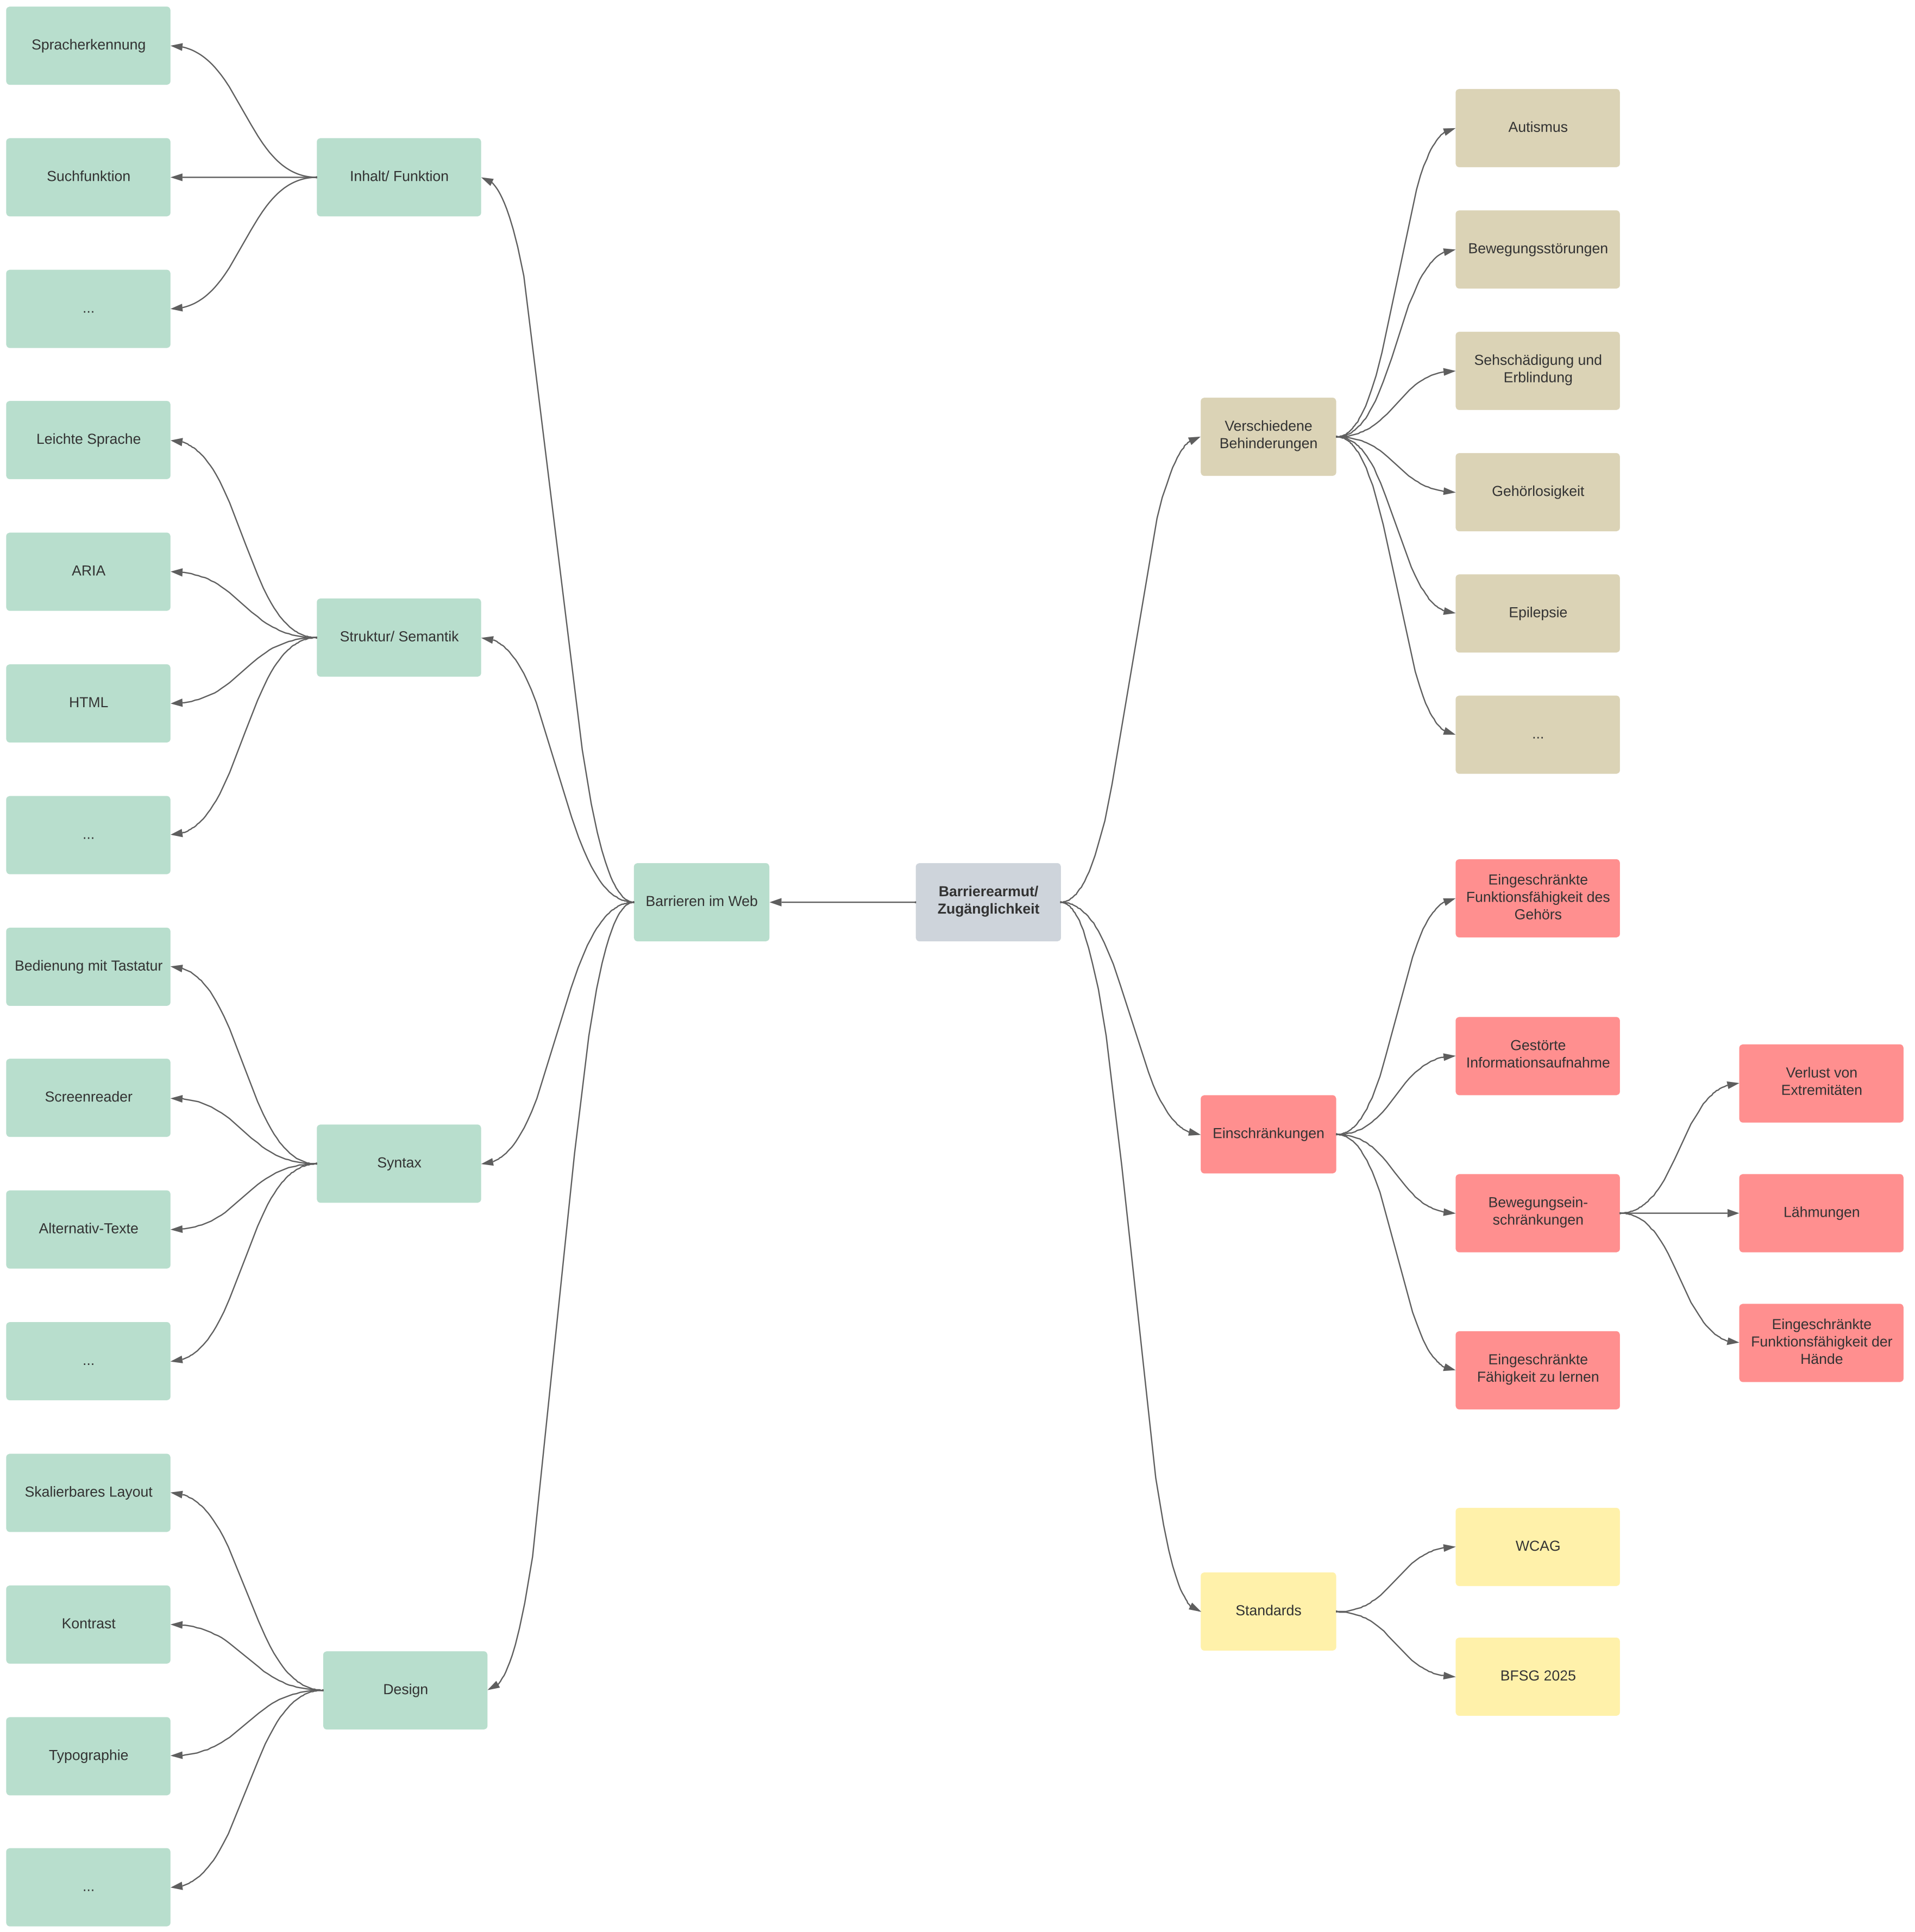 Spracherkennung
Suchfunktion
...
Inhalt/ Funktion
Leichte Sprache
ARIA
HTML
...
Struktur/ Semantik
Bedienung mit Tastatur
Screenreader
Alternativ-Texte
...
Syntax
Skalierbares Layout
Kontrast
Typographie
...
Design
Barrieren im Web
Barrierearmut/
Zugänglichkeit
Verschiedene
Behinderungen
Autismus
Bewegungsstörungen
Sehschädigung und
Erblindung
Gehörlosigkeit
Epilepsie
...
Einschränkungen
Eingeschränkte
Funktionsfähigkeit des
Gehörs
Gestörte
Informationsaufnahme
Bewegungsein-
schränkungen
Verlust von
Extremitäten
Lähmungen
Eingeschränkte
Funktionsfähigkeit der
Hände
Eingeschränkte
Fähigkeit zu lernen
Standards
WCAG
BFSG 2025